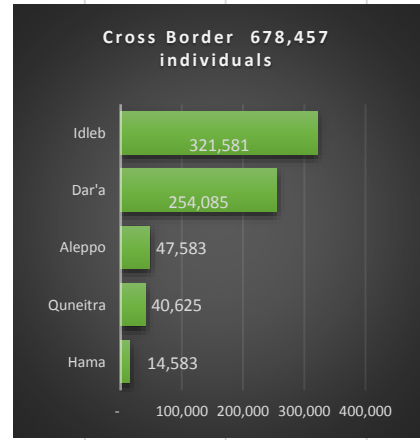 Cross Border 678,457
individuals
Idleb
321,581
Dar'a
254,085
Aleppo
47,583
Quneitra
40,625
Hama
14,583
- 100,000 200,000 300,000 400,000